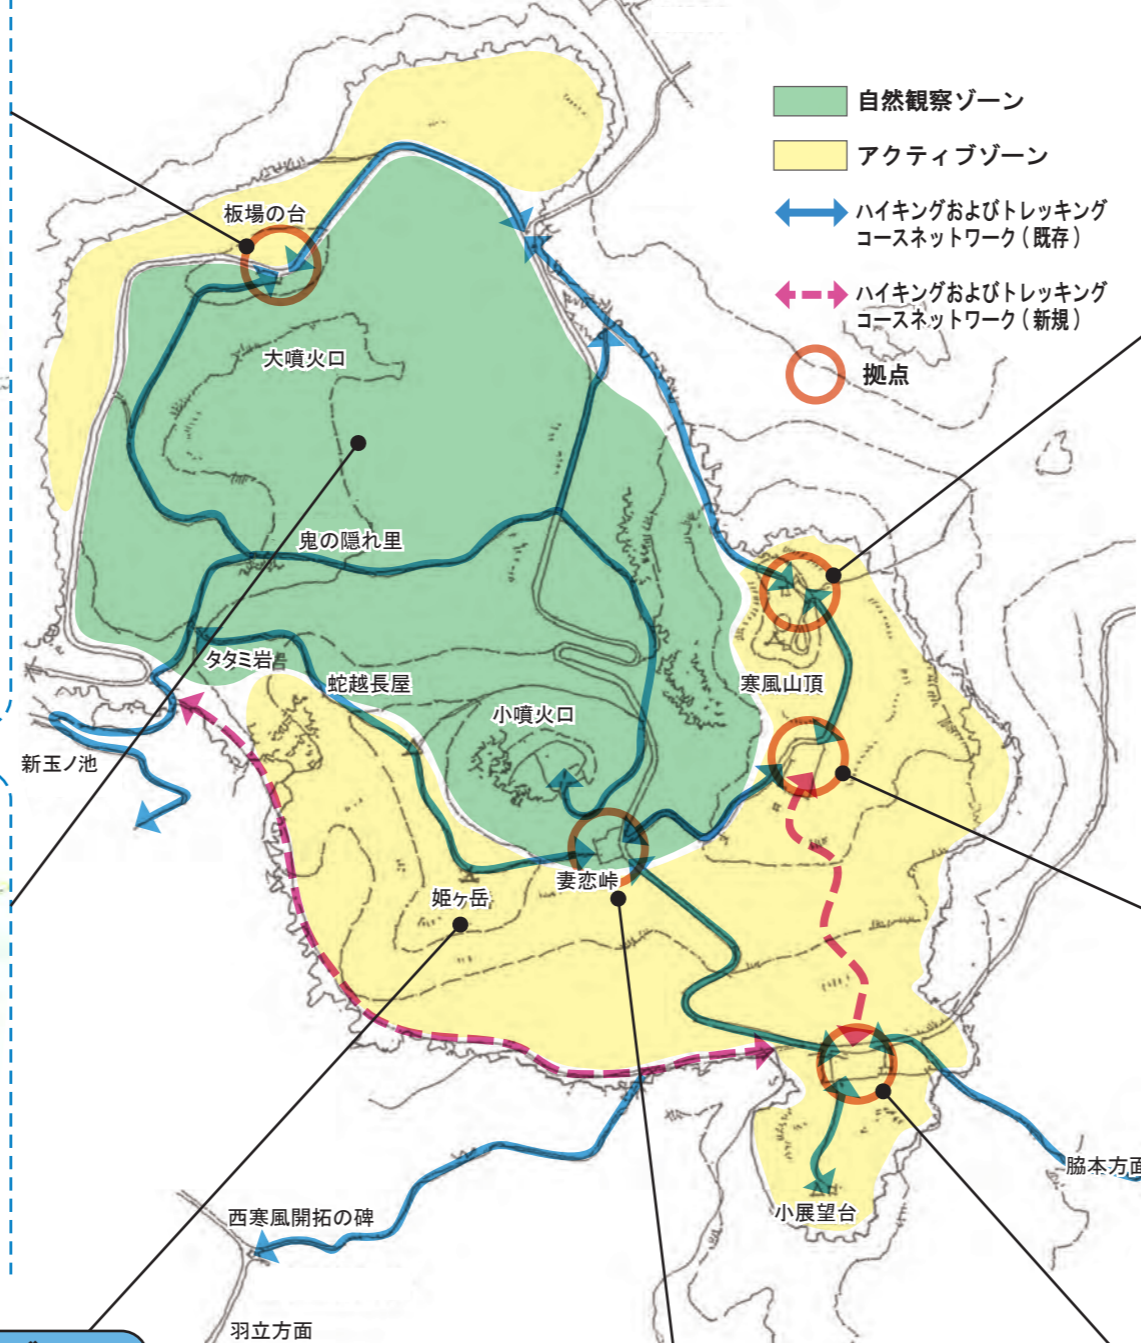 自然観察ゾーン
アクティブゾーン
ハイキングおよびトレッキング
コースネットワーク（既存）
ハイキングおよびトレッキング
コースネットワーク（新規）
拠点
板場の台
大噴火口
鬼の隠れ里
タタミ岩
蛇越長屋
寒風山頂
小噴火口
新玉ノ池
妻恋峠
姫ヶ岳
脇本方面
小展望台
西寒風開拓の碑
羽立方面